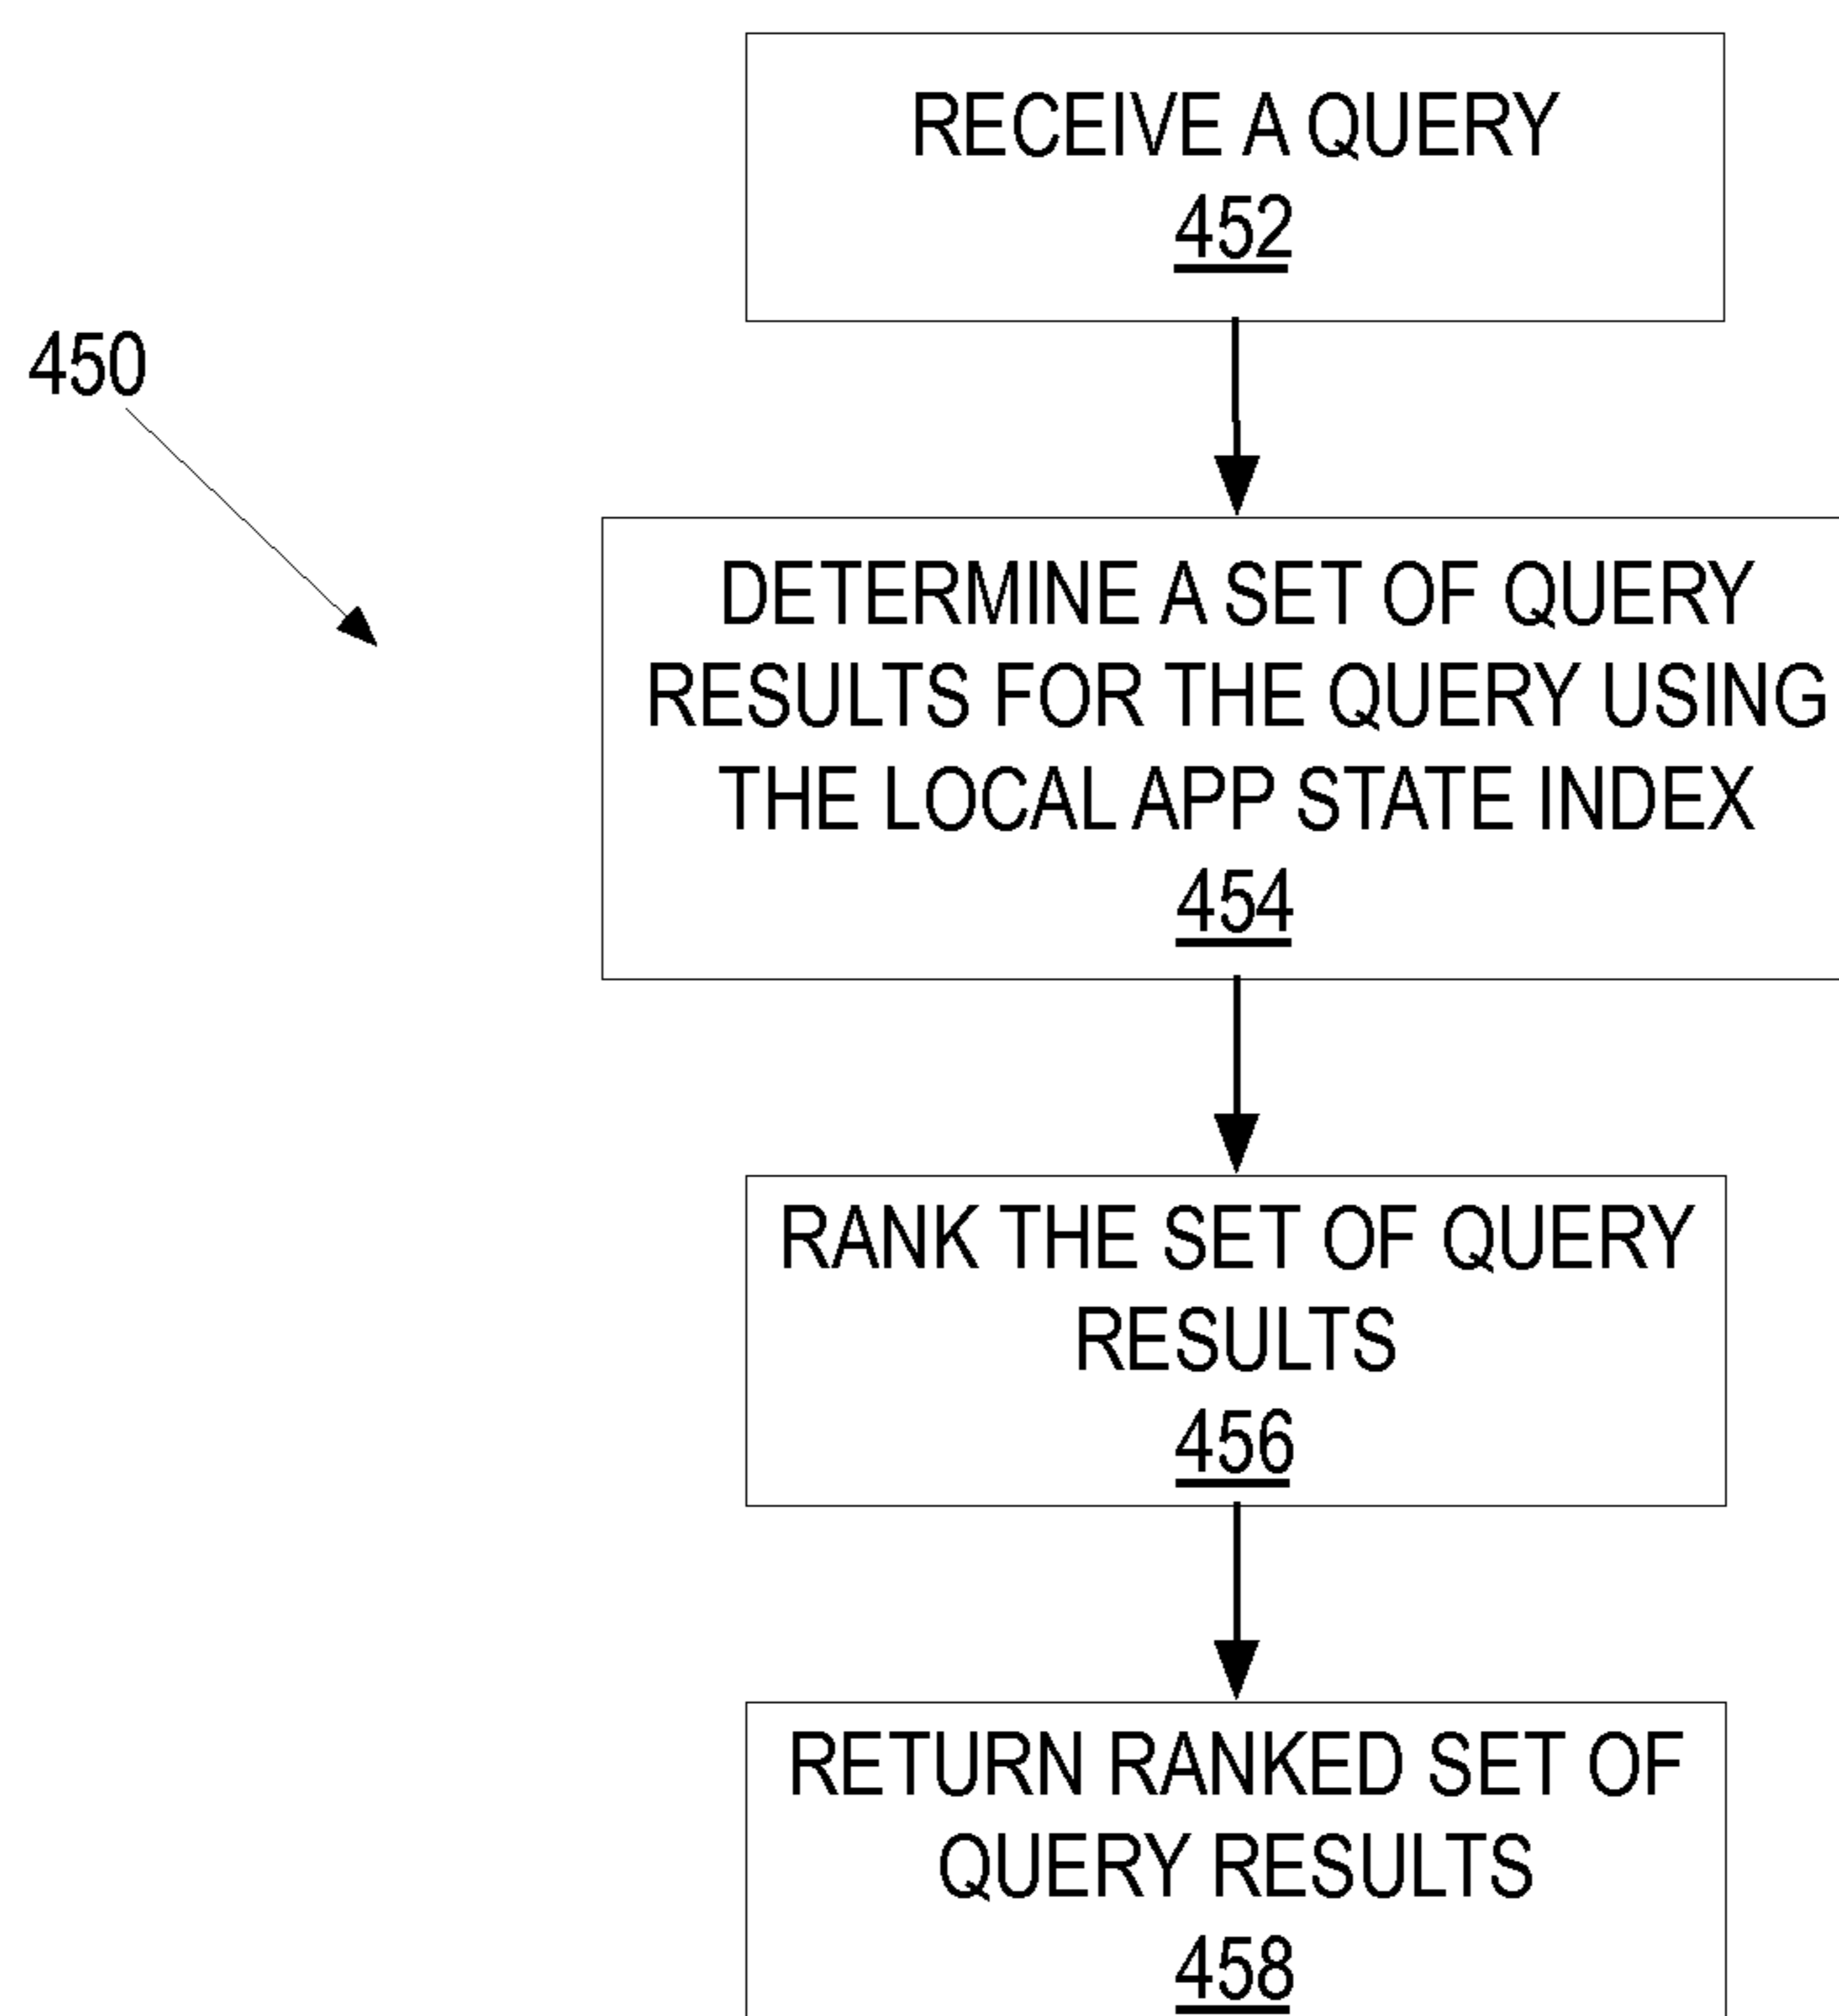 RECEIVE A QUERY
452
450
DETERMINE A SET OF QUERY
RESULTS FOR THE QUERY USING
THE LOCAL APP STATE INDEX
454
RANK THE SET OF QUERY
RESULTS
456
RETURN RANKED SET OF
QUERY RESULTS
458